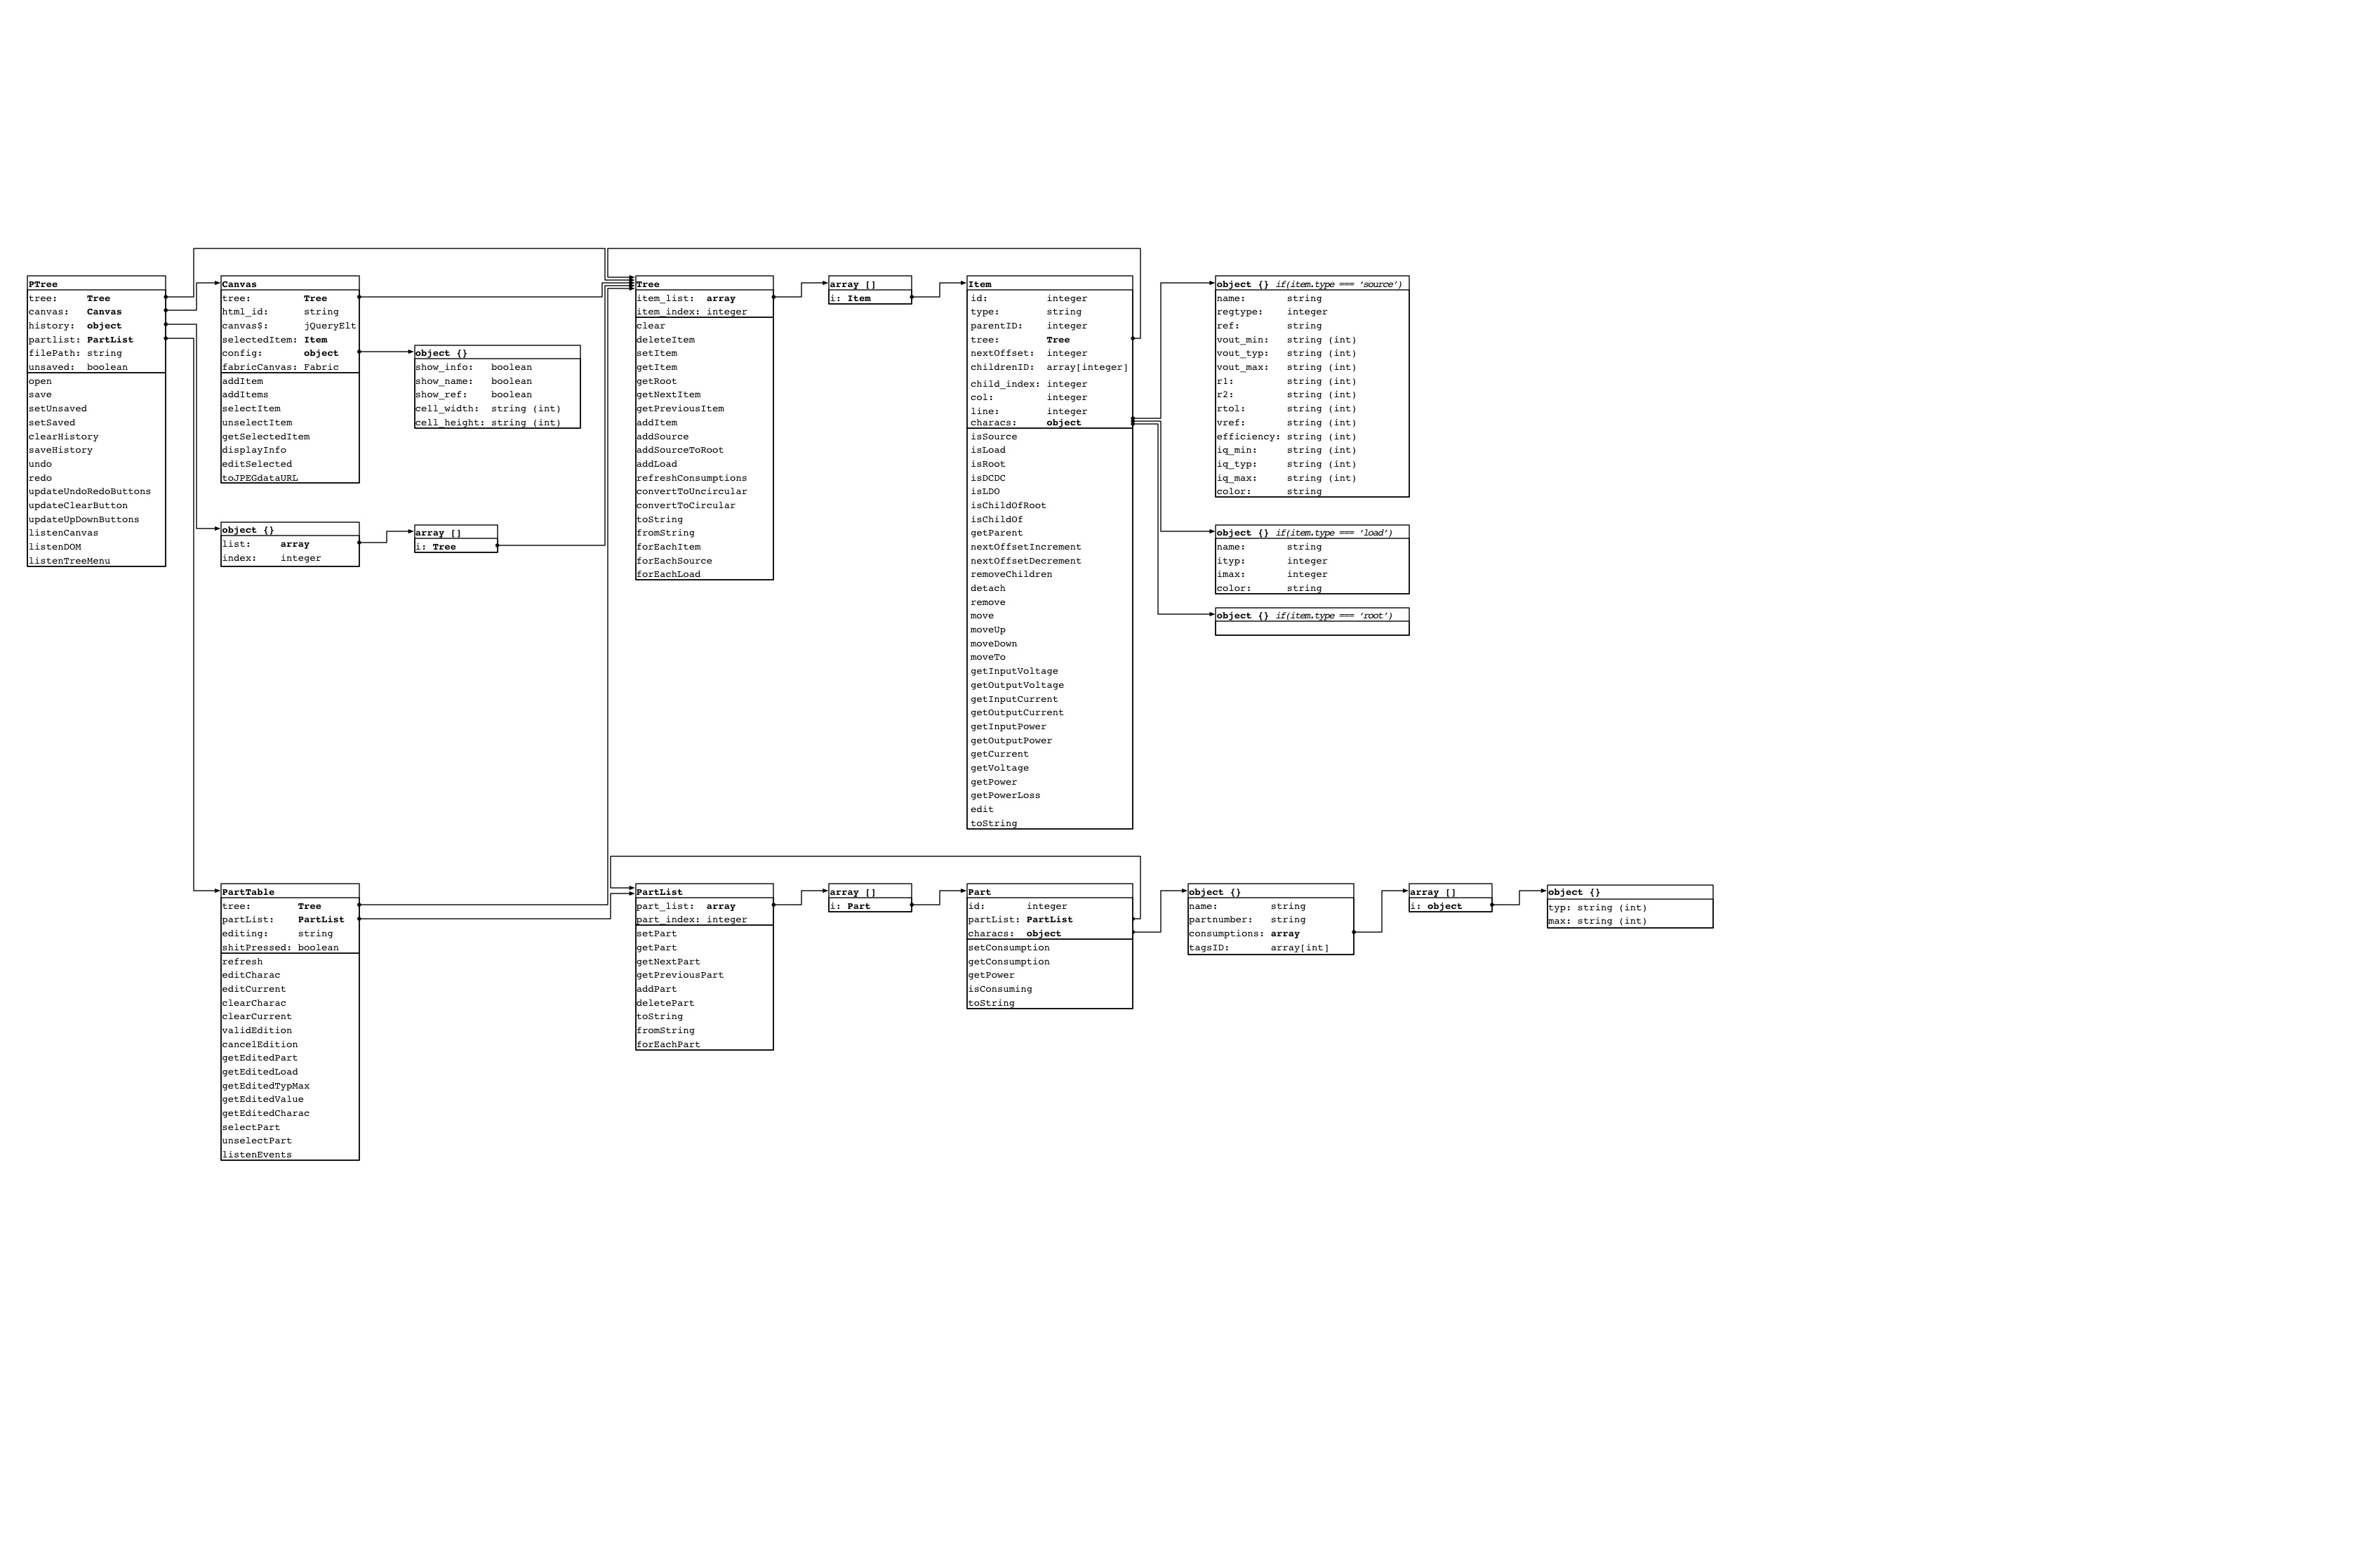 PTree
tree: Tree
canvas: Canvas
history: object
partlist: PartList
filePath: string
unsaved: boolean
open
save
setUnsaved
setSaved
clearHistory
saveHistory
undo
redo
updateUndoRedoButtons
updateClearButton
updateUpDownButtons
listenCanvas
listenDOM
listenTreeMenu
Canvas
tree: Tree
html_id: string
canvas$: jQueryElt
selectedItem: Item
config: object
fabricCanvas: Fabric
addItem
addItems
selectItem
unselectItem
getSelectedItem
displayInfo
editSelected
toJPEGdataURL
object {}
show_info: boolean
show_name: boolean
show_ref: boolean
cell_width: string (int)
cell_height: string (int)
object {}
list: array
index: integer
array []
i: Tree
Tree
item_list: array
item_index: integer
clear
deleteItem
setItem
getItem
getRoot
getNextItem
getPreviousItem
addItem
addSource
addSourceToRoot
addLoad
refreshConsumptions
convertToUncircular
convertToCircular
toString
fromString
forEachItem
forEachSource
forEachLoad
array []
i: Item
Item
id: integer
type: string
parentID: integer
tree: Tree
nextOffset: integer
childrenID: array[integer]
child_index: integer
col: integer
line: integer
characs: object
isSource
isLoad
isRoot
isDCDC
isLDO
isChildOfRoot
isChildOf
getParent
nextOffsetIncrement
nextOffsetDecrement
removeChildren
detach
remove
move
moveUp
moveDown
moveTo
getInputVoltage
getOutputVoltage
getInputCurrent
getOutputCurrent
getInputPower
getOutputPower
getCurrent
getVoltage
getPower
getPowerLoss
edit
toString
object {} if(item.type === ‘source’)
name: string
regtype: integer
ref: string
vout_min: string (int)
vout_typ: string (int)
vout_max: string (int)
r1: string (int)
r2: string (int)
rtol: string (int)
vref: string (int)
efficiency: string (int)
iq_min: string (int)
iq_typ: string (int)
iq_max: string (int)
color: string
object {} if(item.type === ‘load’)
name: string
ityp: integer
imax: integer
color: string
object {} if(item.type === ‘root’)
PartTable
tree: Tree
partList: PartList
editing: string
shitPressed: boolean
refresh
editCharac
editCurrent
clearCharac
clearCurrent
validEdition
cancelEdition
getEditedPart
getEditedLoad
getEditedTypMax
getEditedValue
getEditedCharac
selectPart
unselectPart
listenEvents
PartList
part_list: array
part_index: integer
setPart
getPart
getNextPart
getPreviousPart
addPart
deletePart
toString
fromString
forEachPart
array []
i: Part
Part
id: integer
partList: PartList
characs: object
setConsumption
getConsumption
getPower
isConsuming
toString
object {}
name: string
partnumber: string
consumptions: array
tagsID: array[int]
array []
i: object
object {}
typ: string (int)
max: string (int)